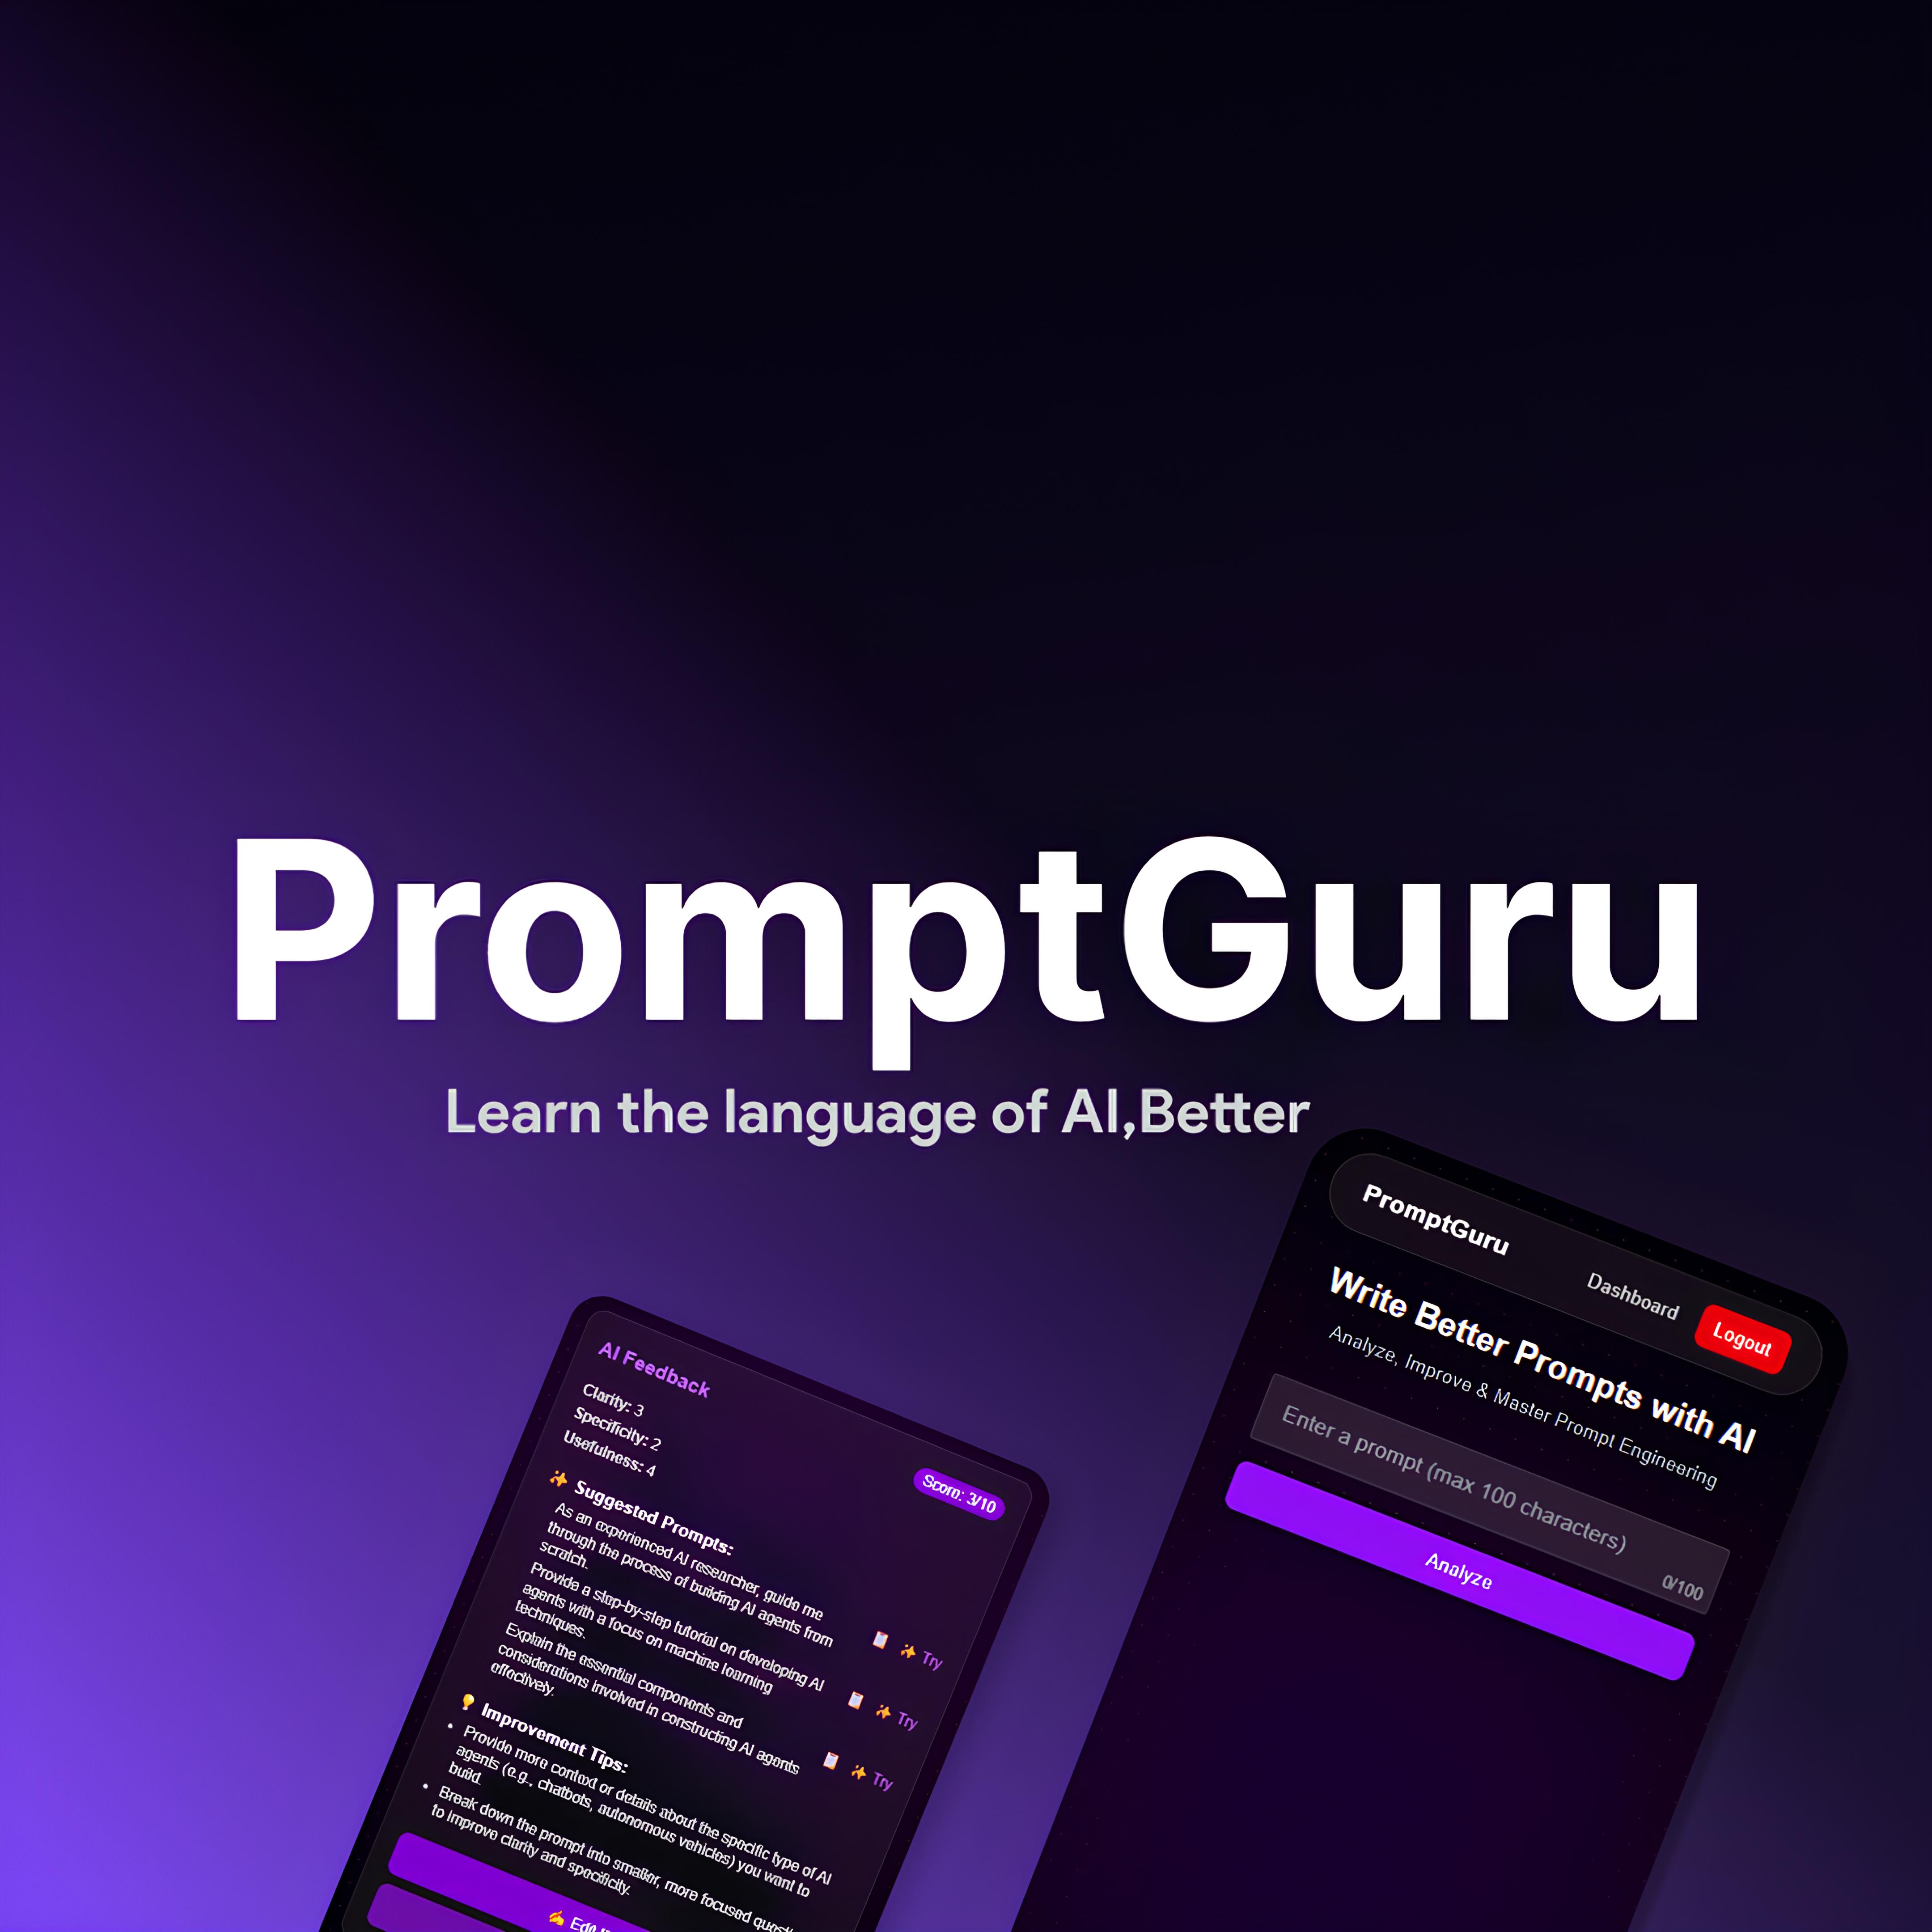 PromptGuru
Learn the language of AI,Better
PromptGuru
Dashboard
Logout
Write Better Prompts with AI
Analyze, Improve & Master Prompt Engineering
Enter a prompt (max 100 characters)
0/100
Analyze
AI Feedback
Score: 3/10
Clarity: 3
Specificity: 2
Usefulness: 4
✨ Suggested Prompts:
As an experienced AI researcher, guide me
through the process of building AI agents from
scratch.
📋 ✨ Try
Provide a step-by-step tutorial on developing AI
agents with a focus on machine learning
techniques.
📋 ✨ Try
Explain the essential components and
considerations involved in constructing AI agents
effectively.
📋 ✨ Try
💡 Improvement Tips:
• Provide more context or details about the specific type of AI
agents (e.g., chatbots, autonomous vehicles) you want to
build.
• Break down the prompt into smaller, more focused
to improve clarity and specificity.